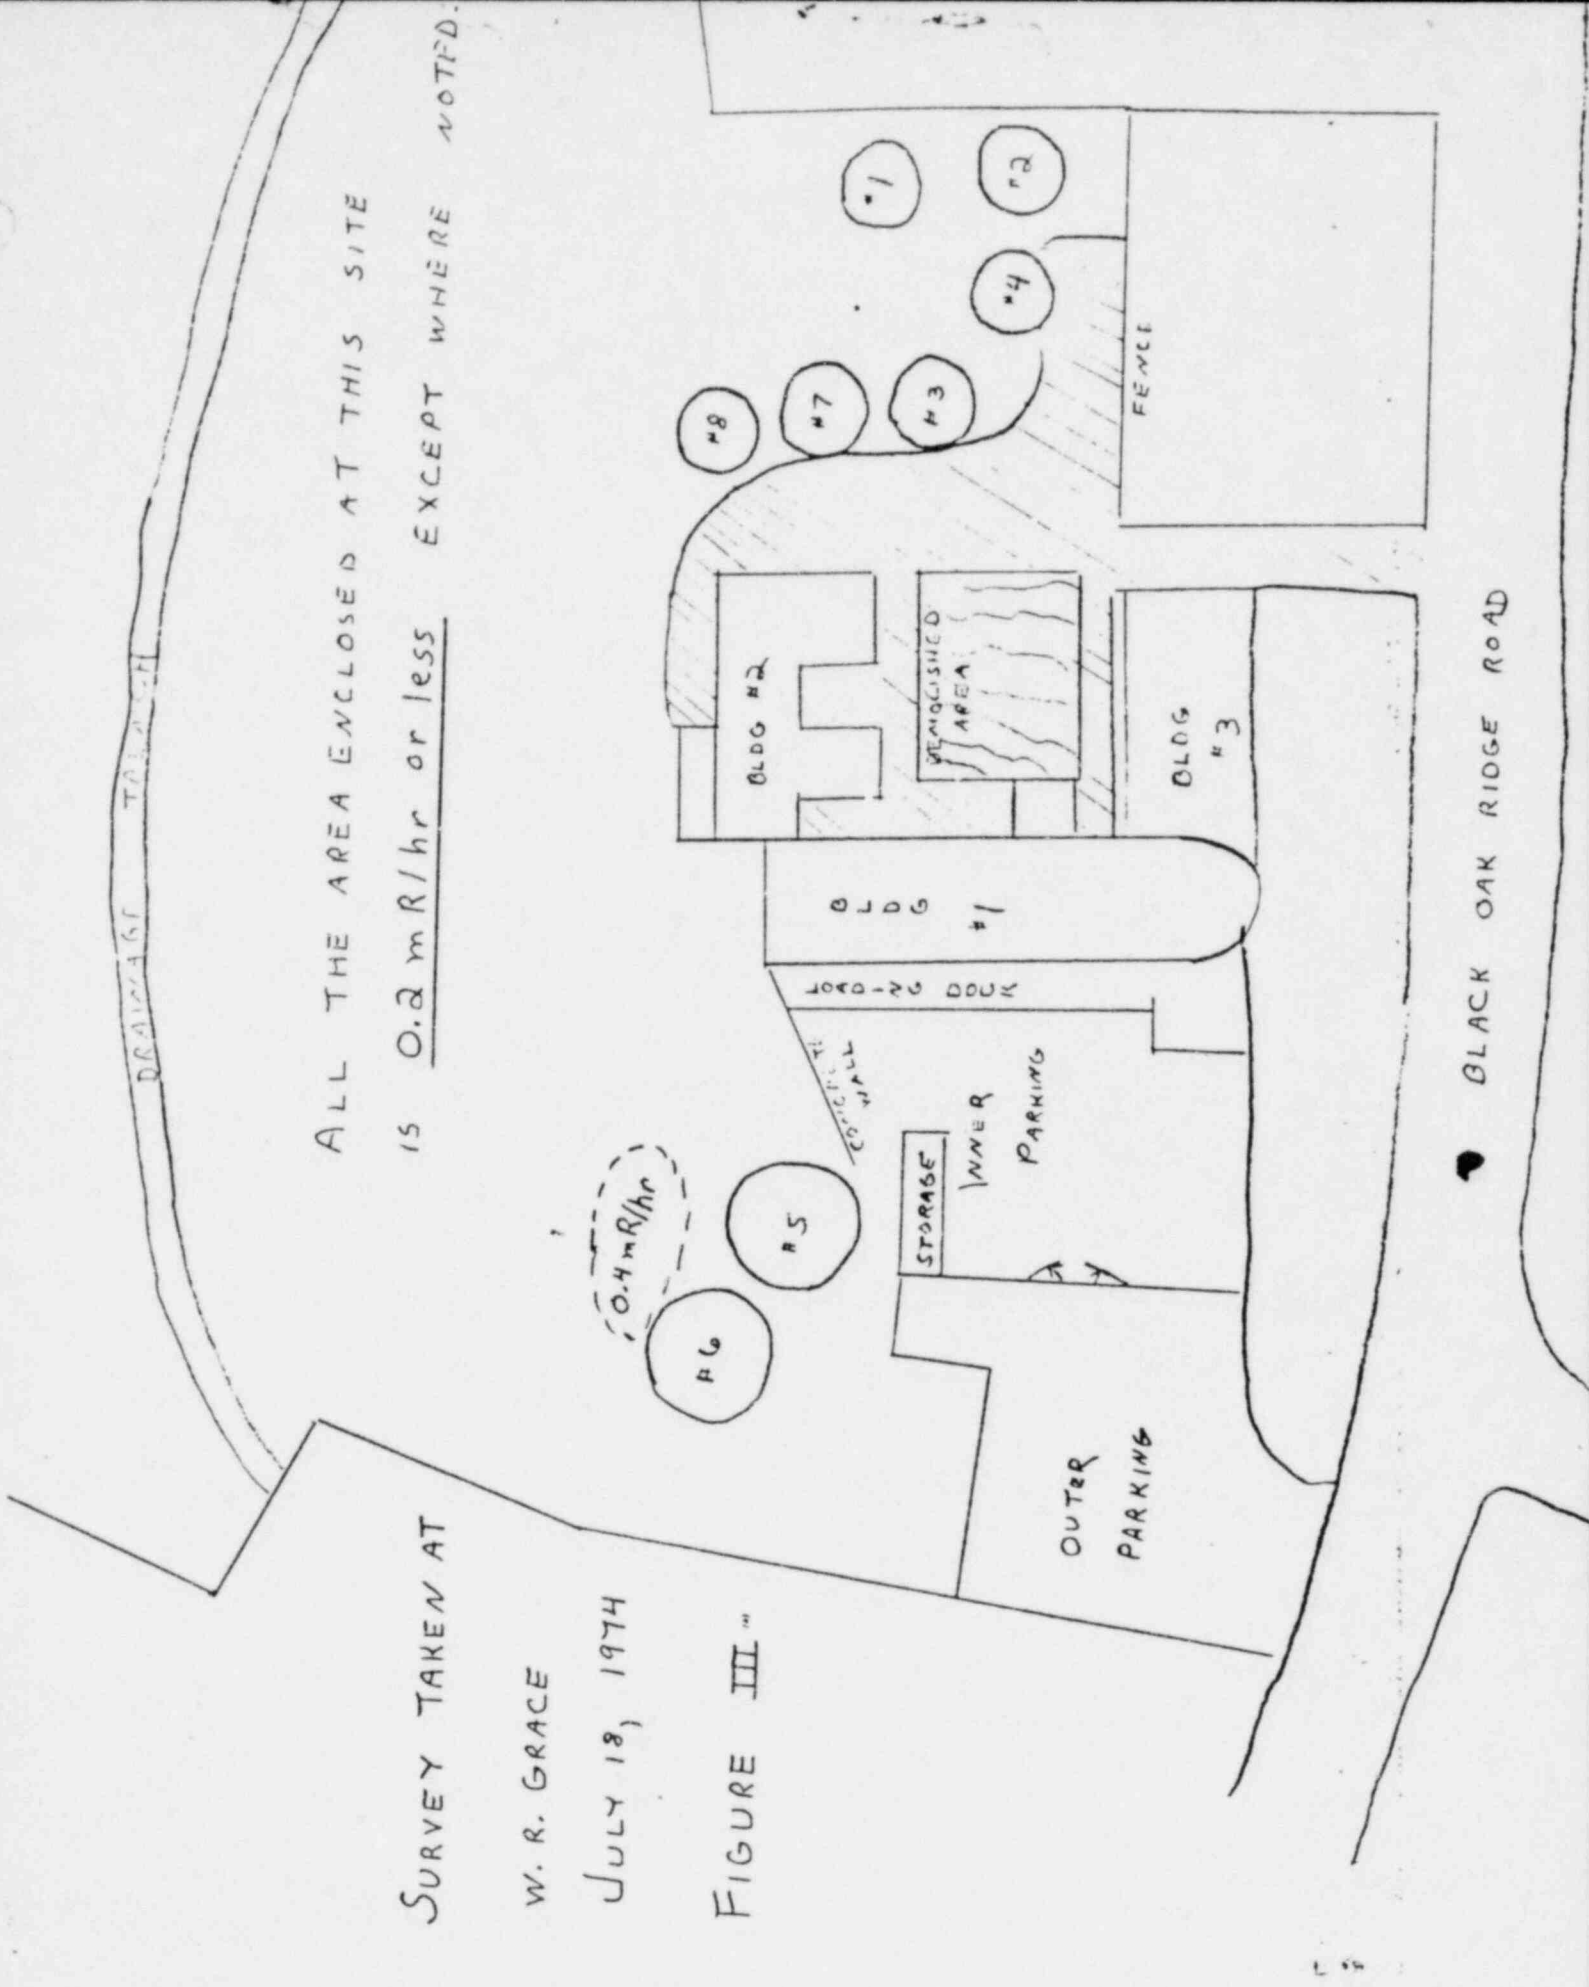 ALL THE AREA ENCLOSED AT THIS SITE
IS 0.2 mR/hr or less EXCEPT WHERE NOTED.
SURVEY TAKEN AT
W. R. GRACE
JULY 18, 1974
FIGURE III
DRAINAGE
0.4 mR/hr
#6
#5
#8
#7
#3
#4
#1
#2
CONCRETE
WALL
STORAGE
INNER
PARKING
OUTER
PARKING
LOADING DOCK
BLDG
#1
BLDG #2
DEMOLISHED
AREA
BLDG
#3
FENCE
BLACK OAK RIDGE ROAD